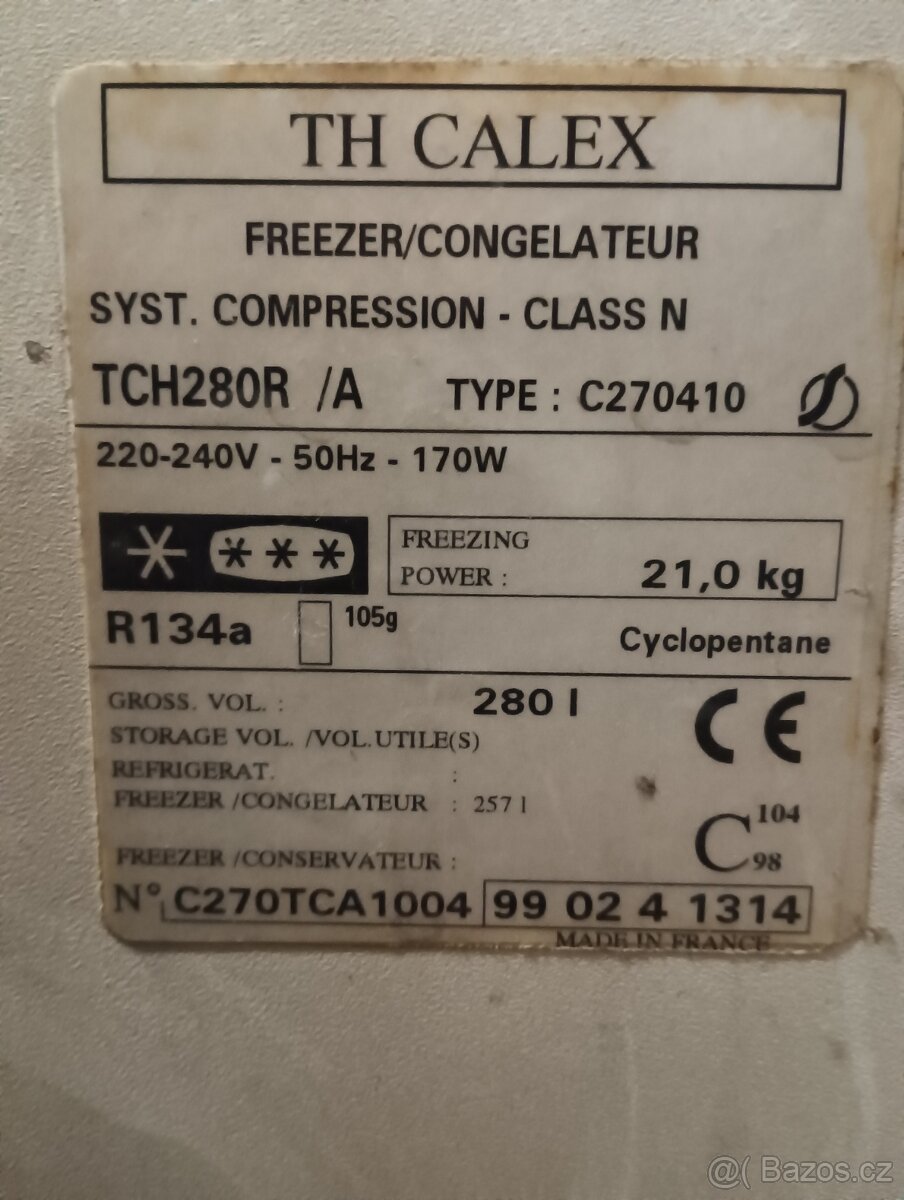 TH CALEX
FREEZER/CONGELATEUR
SYST. COMPRESSION - CLASS N
TCH280R /A TYPE : C270410
220-240V - 50Hz - 170W
FREEZING
POWER : 21,0 kg
R134a 105g Cyclopentane
GROSS. VOL. : 280 l
STORAGE VOL. /VOL.UTILE(S)
REFRIGERAT. :
FREEZER /CONGELATEUR : 257 l
CE
C 104 98
FREEZER /CONSERVATEUR :
N° C270TCA1004 99 02 4 1314
MADE IN FRANCE
@( Bazos.cz